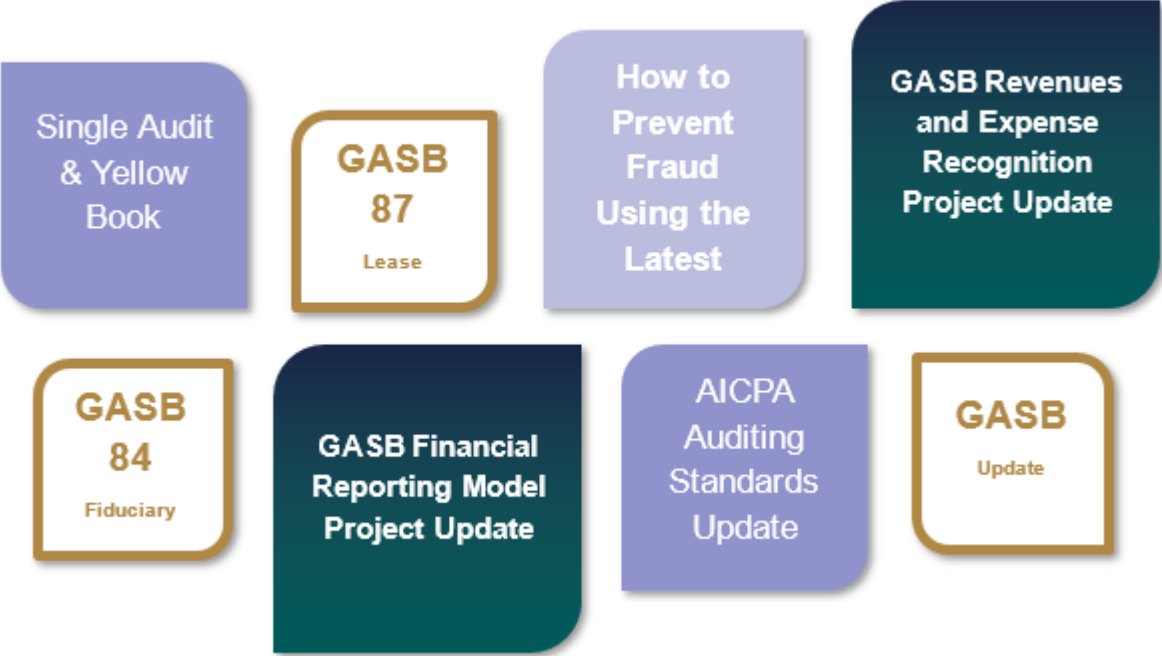 Single Audit
& Yellow
Book
GASB
87
Lease
How to
Prevent
Fraud
Using the
Latest
GASB Revenues
and Expense
Recognition
Project Update
GASB
84
Fiduciary
GASB Financial
Reporting Model
Project Update
AICPA
Auditing
Standards
Update
GASB
Update